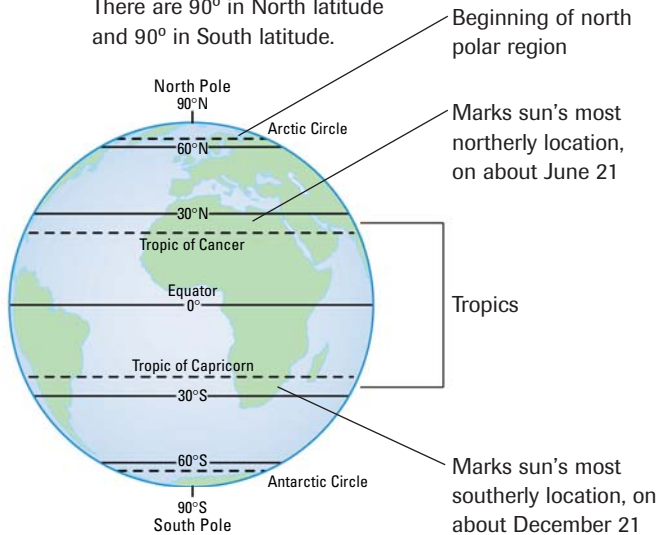 There are 90º in North latitude
and 90º in South latitude.
Beginning of north
polar region
North Pole
90°N
Arctic Circle
60°N
Marks sun's most
northerly location,
on about June 21
30°N
Tropic of Cancer
Equator
0°
Tropics
Tropic of Capricorn
30°S
60°S
Antarctic Circle
90°S
South Pole
Marks sun's most
southerly location, on
about December 21